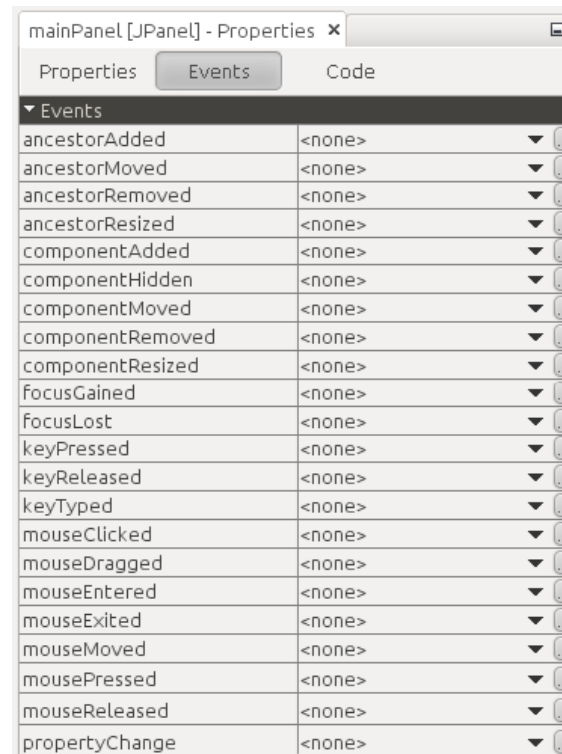 mainPanel [JPanel] - Properties ×
Properties Events Code
Events
ancestorAdded <none>
ancestorMoved <none>
ancestorRemoved <none>
ancestorResized <none>
componentAdded <none>
componentHidden <none>
componentMoved <none>
componentRemoved <none>
componentResized <none>
focusGained <none>
focusLost <none>
keyPressed <none>
keyReleased <none>
keyTyped <none>
mouseClicked <none>
mouseDragged <none>
mouseEntered <none>
mouseExited <none>
mouseMoved <none>
mousePressed <none>
mouseReleased <none>
propertyChange <none>